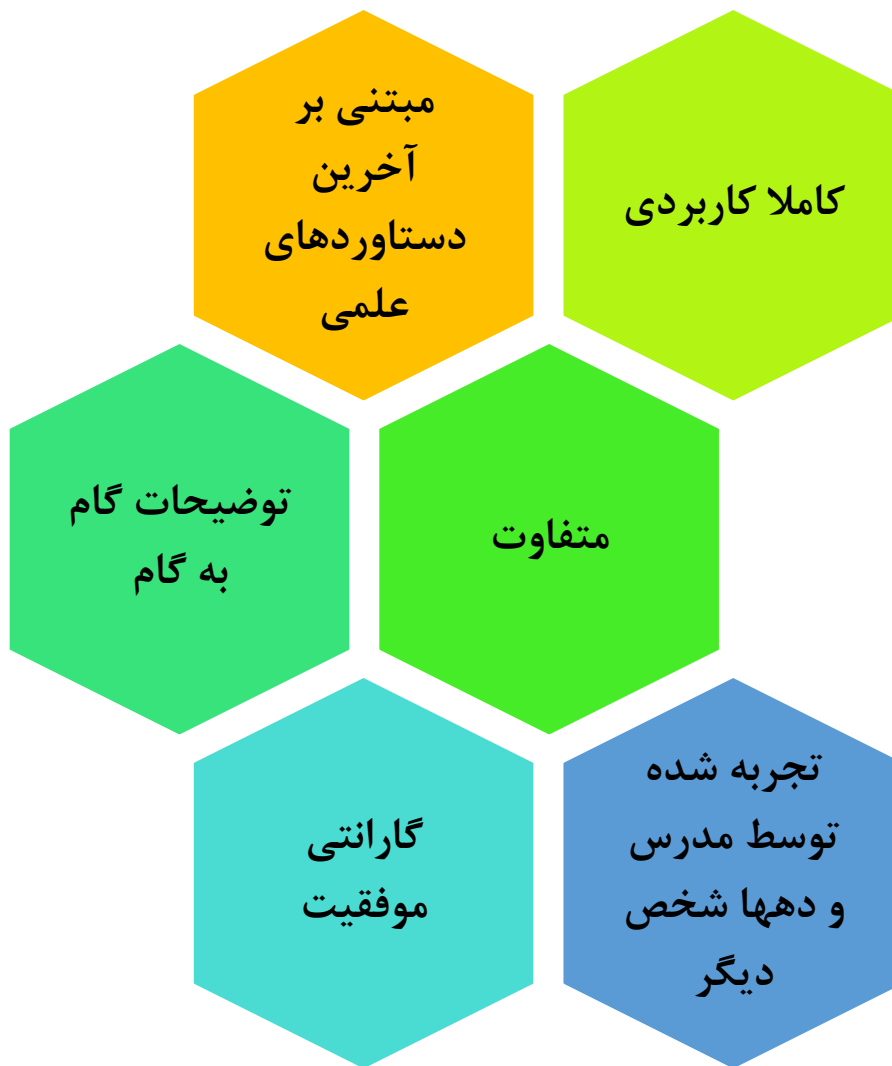 کاملا کاربردی
مبتنی بر
آخرین
دستاوردهای
علمی
متفاوت
توضیحات گام
به گام
تجربه شده
توسط مدرس
و دهها شخص
دیگر
گارانتی
موفقیت